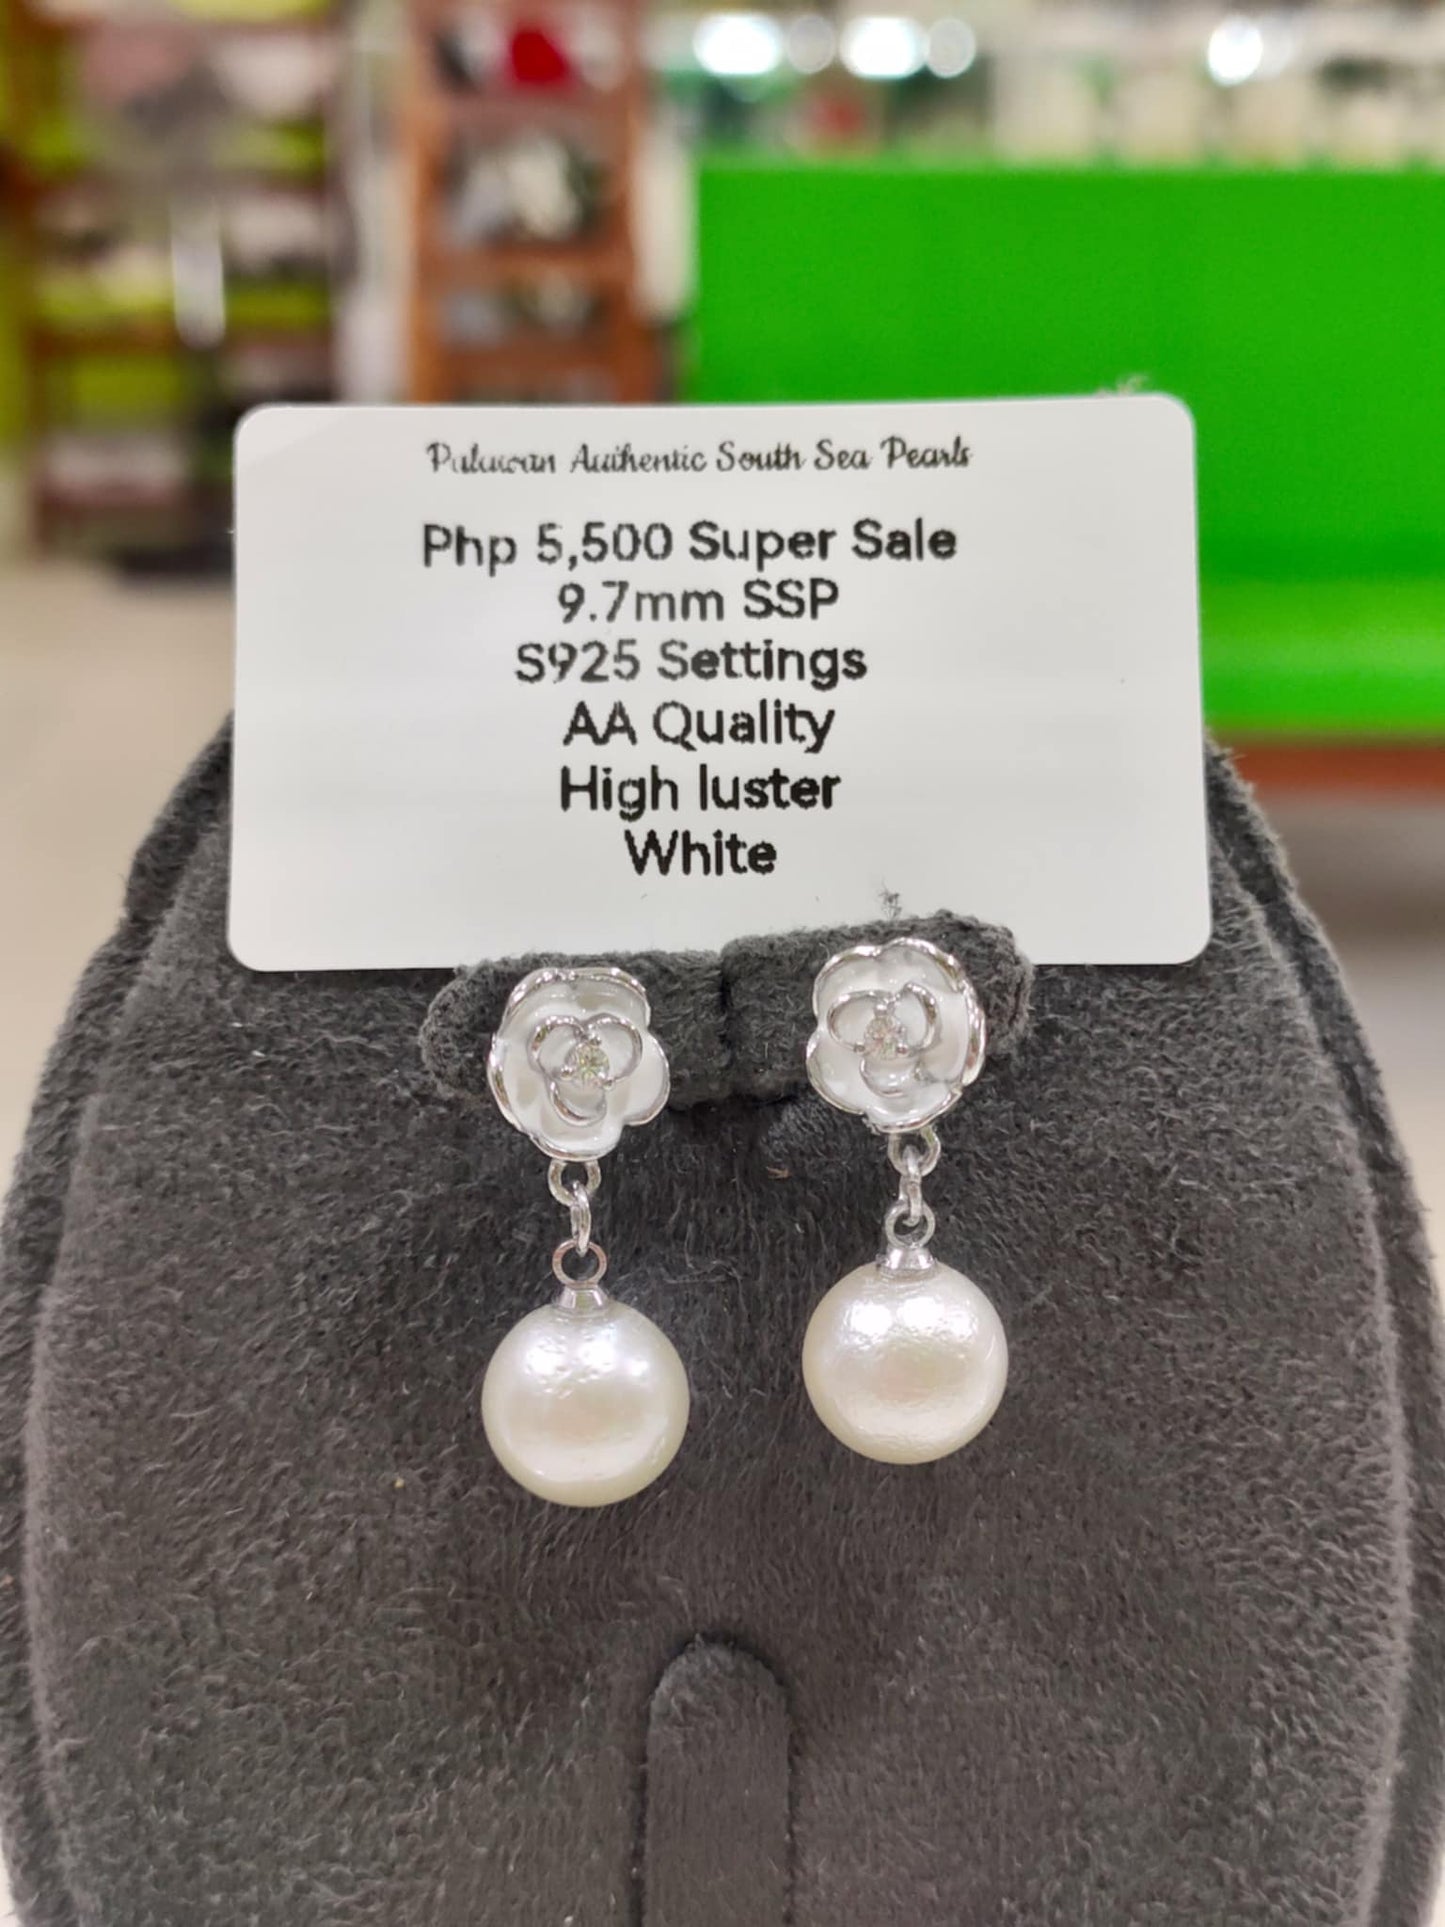 Palawan Authentic South Sea Pearls
Php 5,500 Super Sale
9.7mm SSP
S925 Settings
AA Quality
High luster
White